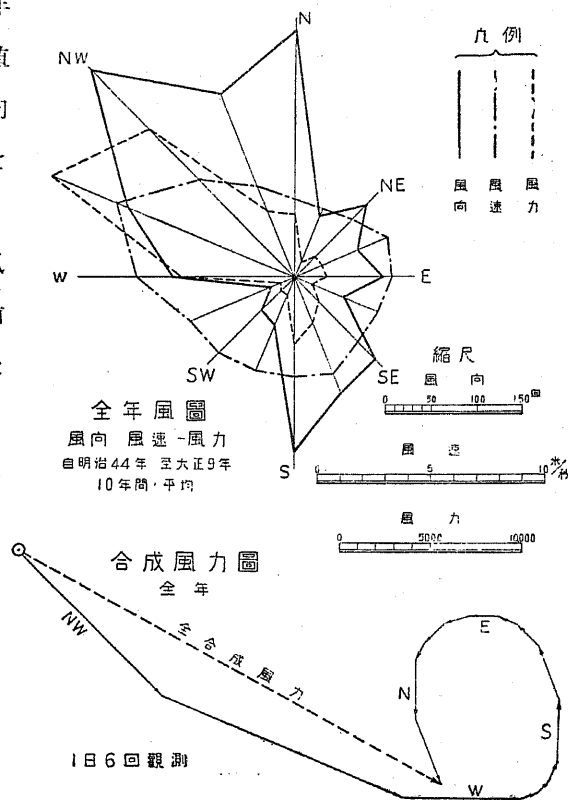 N
NW
NE
W
E
SW
SE
S
凡例
風向
風速
風力
縮尺
風向
0 50 100 150回
風速
0 5 10 米/秒
風力
0 5000 10000
全年風圖
風向 風速 風力
自明治44年 至大正9年
10年間・平均
合成風力圖
全年
NW
全合成風力
E
N
S
W
1日6回觀測